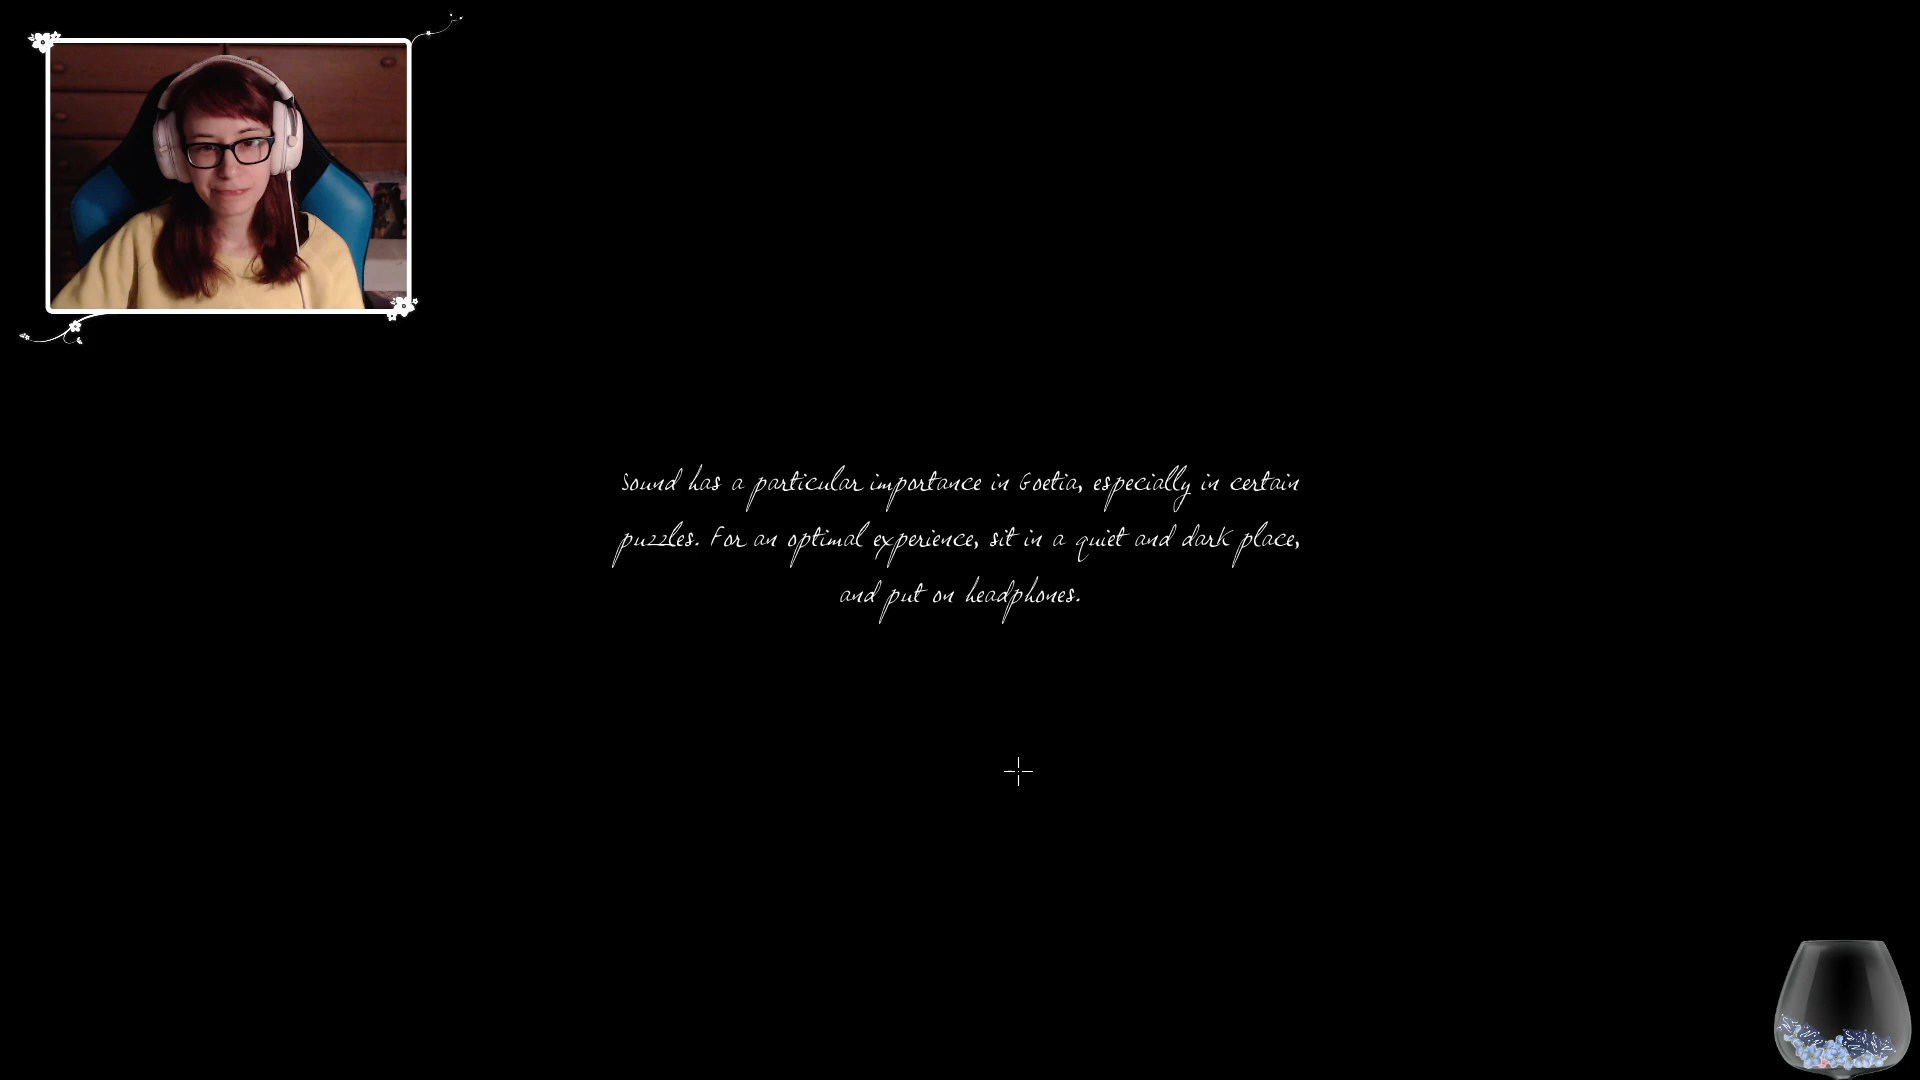 Sound has a particular importance in Goetia, especially in certain
puzzles. For an optimal experience, sit in a quiet and dark place,
and put on headphones.